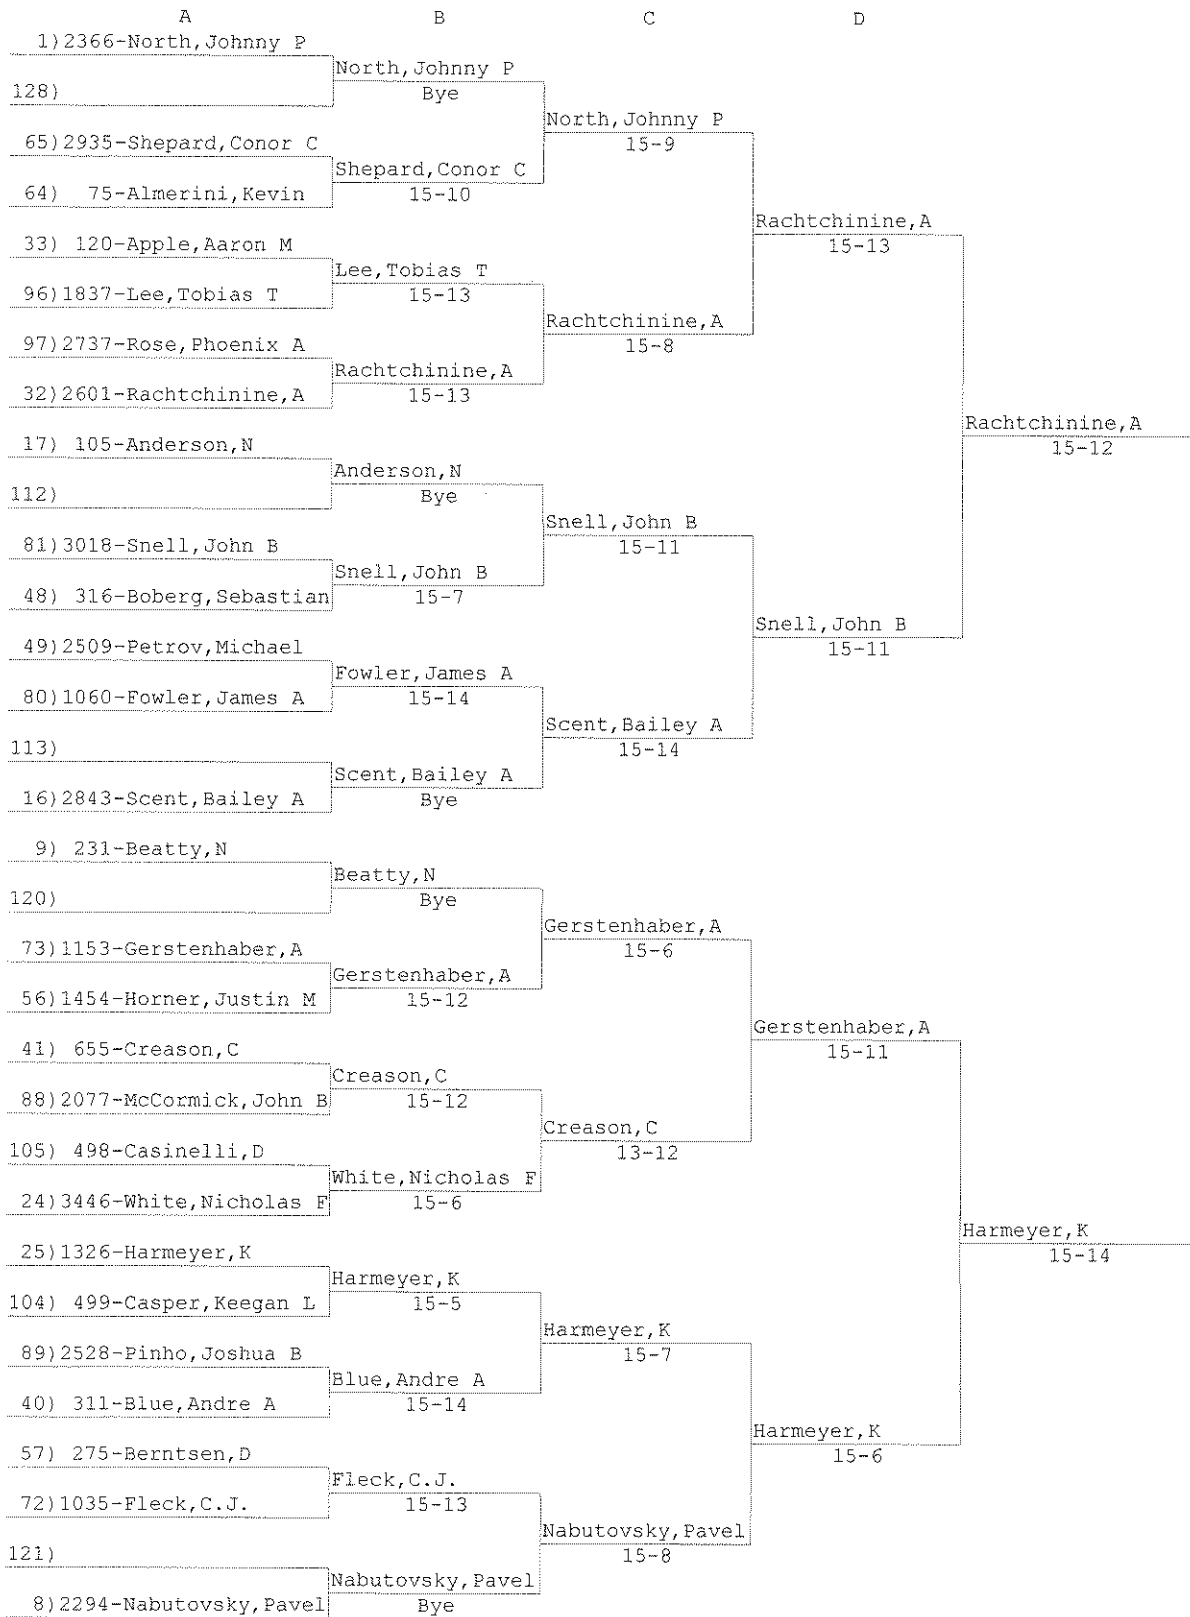 A B C D
1)2366-North,Johnny P
North,Johnny P
128)
Bye
North,Johnny P
65)2935-Shepard,Conor C
15-9
Shepard,Conor C
64) 75-Almerini,Kevin
15-10
Rachtchinine,A
33) 120-Apple,Aaron M
15-13
Lee,Tobias T
96)1837-Lee,Tobias T
15-13
Rachtchinine,A
97)2737-Rose,Phoenix A
15-8
Rachtchinine,A
32)2601-Rachtchinine,A
15-13
Rachtchinine,A
17) 105-Anderson,N
15-12
Anderson,N
112)
Bye
Snell,John B
81)3018-Snell,John B
15-11
Snell,John B
48) 316-Boberg,Sebastian
15-7
Snell,John B
49)2509-Petrov,Michael
15-11
Fowler,James A
80)1060-Fowler,James A
15-14
Scent,Bailey A
113)
15-14
Scent,Bailey A
16)2843-Scent,Bailey A
Bye
9) 231-Beatty,N
Beatty,N
120)
Bye
Gerstenhaber,A
73)1153-Gerstenhaber,A
15-6
Gerstenhaber,A
56)1454-Horner,Justin M
15-12
Gerstenhaber,A
41) 655-Creason,C
15-11
Creason,C
88)2077-McCormick,John B
15-12
Creason,C
105) 498-Casinelli,D
13-12
White,Nicholas F
24)3446-White,Nicholas F
15-6
Harmeyer,K
25)1326-Harmeyer,K
15-14
Harmeyer,K
104) 499-Casper,Keegan L
15-5
Harmeyer,K
89)2528-Pinho,Joshua B
15-7
Blue,Andre A
40) 311-Blue,Andre A
15-14
Harmeyer,K
57) 275-Berntsen,D
15-6
Fleck,C.J.
72)1035-Fleck,C.J.
15-13
Nabutovsky,Pavel
121)
15-8
Nabutovsky,Pavel
8)2294-Nabutovsky,Pavel
Bye